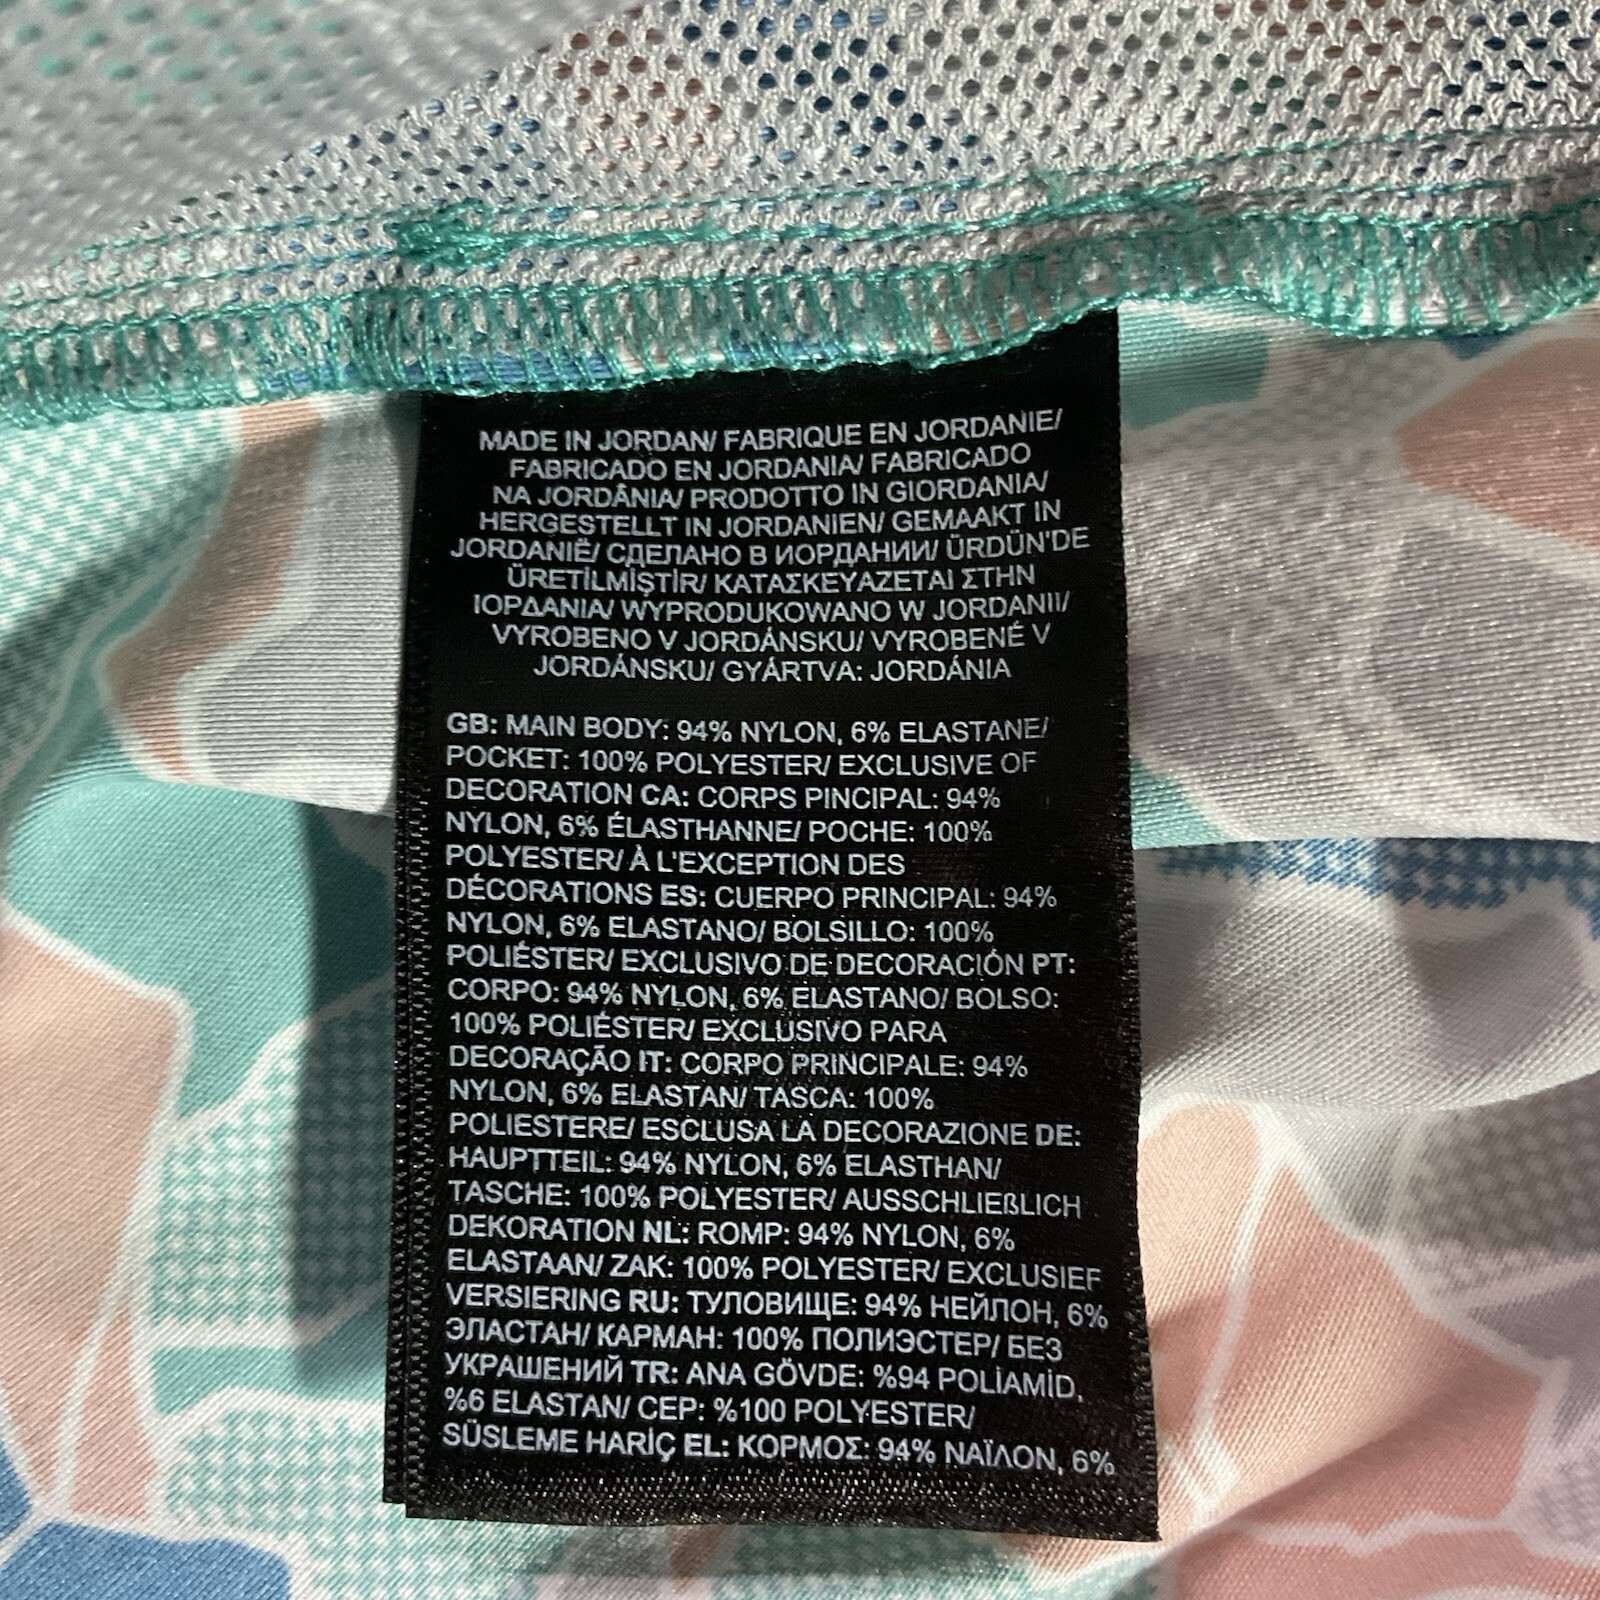 MADE IN JORDAN/ FABRIQUE EN JORDANIE/
FABRICADO EN JORDANIA/ FABRICADO
NA JORDÂNIA/ PRODOTTO IN GIORDANIA/
HERGESTELLT IN JORDANIEN/ GEMAAKT IN
JORDANIË/ СДЕЛАНО В ИОРДАНИИ/ ÜRDÜN'DE
ÜRETİLMİŞTİR/ ΚΑΤΑΣΚΕΥΑΖΕΤΑΙ ΣΤΗΝ
ΙΟΡΔΑΝΙΑ/ WYPRODUKOWANO W JORDANII/
VYROBENO V JORDÁNSKU/ VYROBENÉ V
JORDÁNSKU/ GYÁRTVA: JORDÁNIA
GB: MAIN BODY: 94% NYLON, 6% ELASTANE/
POCKET: 100% POLYESTER/ EXCLUSIVE OF
DECORATION CA: CORPS PINCIPAL: 94%
NYLON, 6% ÉLASTHANNE/ POCHE: 100%
POLYESTER/ À L'EXCEPTION DES
DÉCORATIONS ES: CUERPO PRINCIPAL: 94%
NYLON, 6% ELASTANO/ BOLSILLO: 100%
POLIÉSTER/ EXCLUSIVO DE DECORACIÓN PT:
CORPO: 94% NYLON, 6% ELASTANO/ BOLSO:
100% POLIÉSTER/ EXCLUSIVO PARA
DECORAÇÃO IT: CORPO PRINCIPALE: 94%
NYLON, 6% ELASTAN/ TASCA: 100%
POLIESTERE/ ESCLUSA LA DECORAZIONE DE:
HAUPTTEIL: 94% NYLON, 6% ELASTHAN/
TASCHE: 100% POLYESTER/ AUSSCHLIEßLICH
DEKORATION NL: ROMP: 94% NYLON, 6%
ELASTAAN/ ZAK: 100% POLYESTER/ EXCLUSIEF
VERSIERING RU: ТУЛОВИЩЕ: 94% НЕЙЛОН, 6%
ЭЛАСТАН/ КАРМАН: 100% ПОЛИЭСТЕР/ БЕЗ
УКРАШЕНИЙ TR: ANA GÖVDE: %94 POLİAMİD,
%6 ELASTAN/ CEP: %100 POLYESTER/
SÜSLEME HARİÇ EL: ΚΟΡΜΟΣ: 94% ΝΑΪΛΟΝ, 6%